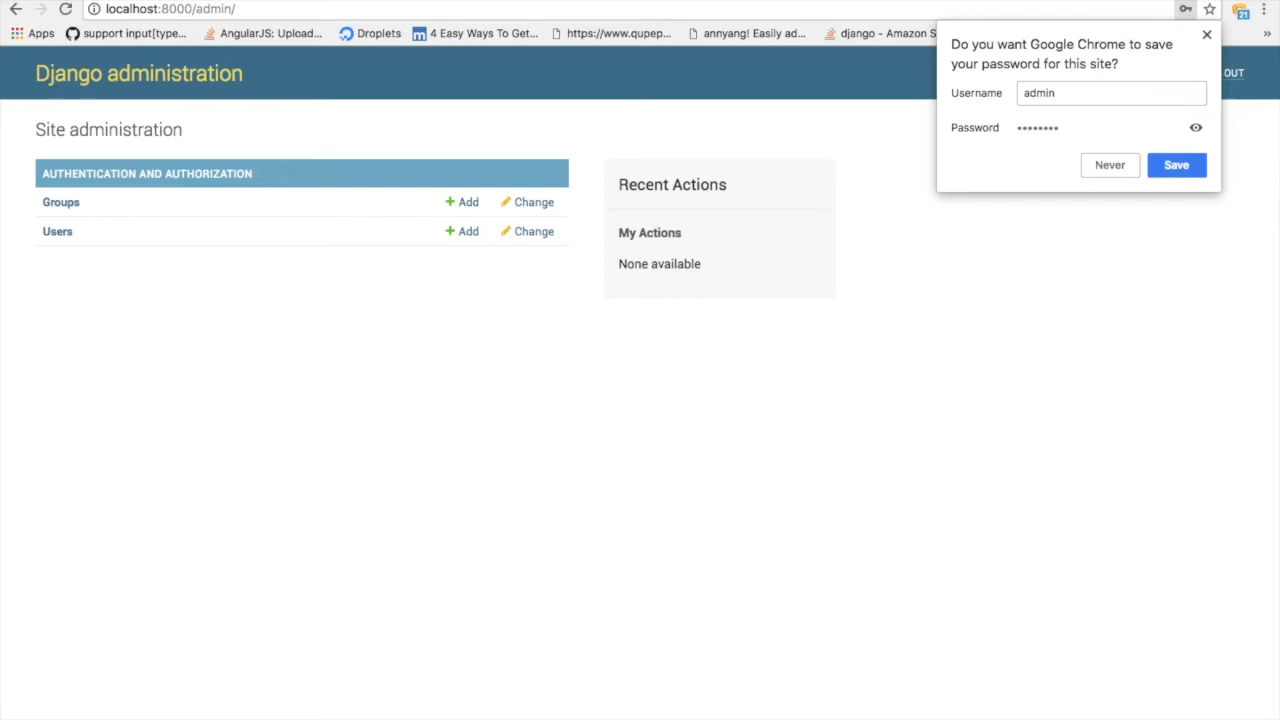 localhost:8000/admin/
Apps support input[type... AngularJS: Upload... Droplets 4 Easy Ways To Get... https://www.qupep... annyang! Easily ad... django - Amazon S »
21
Do you want Google Chrome to save
your password for this site?
Username admin
Password ••••••••
Never Save
Django administration
OUT
Site administration
AUTHENTICATION AND AUTHORIZATION
Groups + Add Change
Users + Add Change
Recent Actions
My Actions
None available